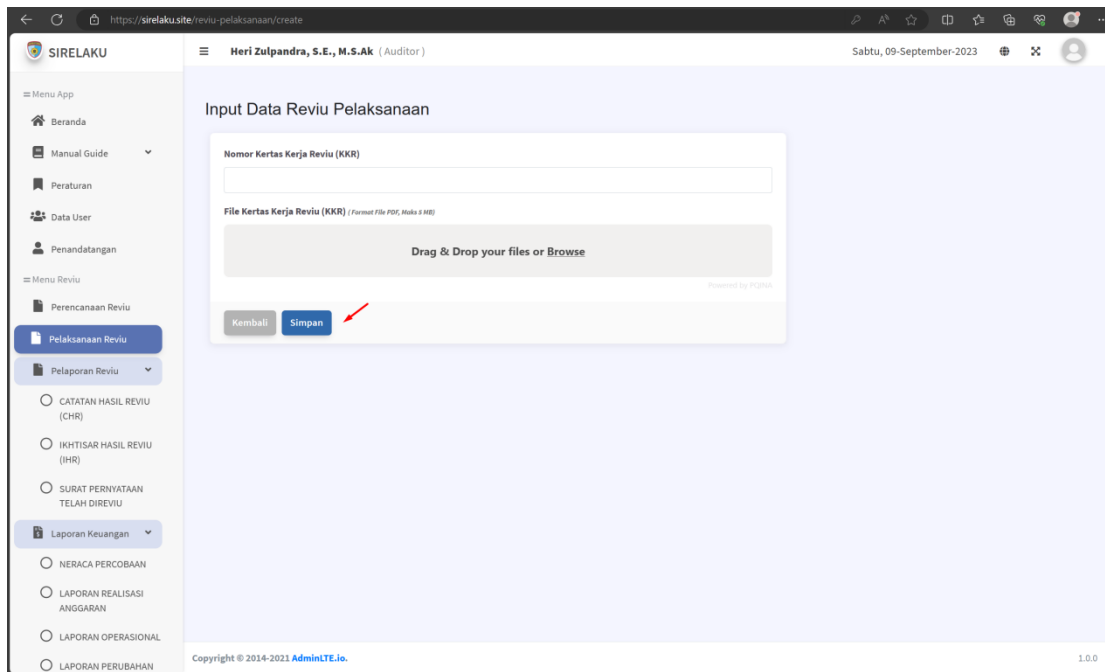 https://sirelaku.site/reviu-pelaksanaan/create
SIRELAKU
Heri Zulpandra, S.E., M.S.Ak ( Auditor )
Sabtu, 09-September-2023
Menu App
Beranda
Manual Guide
Peraturan
Data User
Penandatangan
Menu Reviu
Perencanaan Reviu
Pelaksanaan Reviu
Pelaporan Reviu
CATATAN HASIL REVIU
(CHR)
IKHTISAR HASIL REVIU
(IHR)
SURAT PERNYATAAN
TELAH DIREVIU
Laporan Keuangan
NERACA PERCOBAAN
LAPORAN REALISASI
ANGGARAN
LAPORAN OPERASIONAL
LAPORAN PERUBAHAN
Input Data Reviu Pelaksanaan
Nomor Kertas Kerja Reviu (KKR)
File Kertas Kerja Reviu (KKR) ( Format File PDF, Maks 5 MB)
Drag & Drop your files or Browse
Powered by PQINA
Kembali
Simpan
Copyright © 2014-2021 AdminLTE.io.
1.0.0